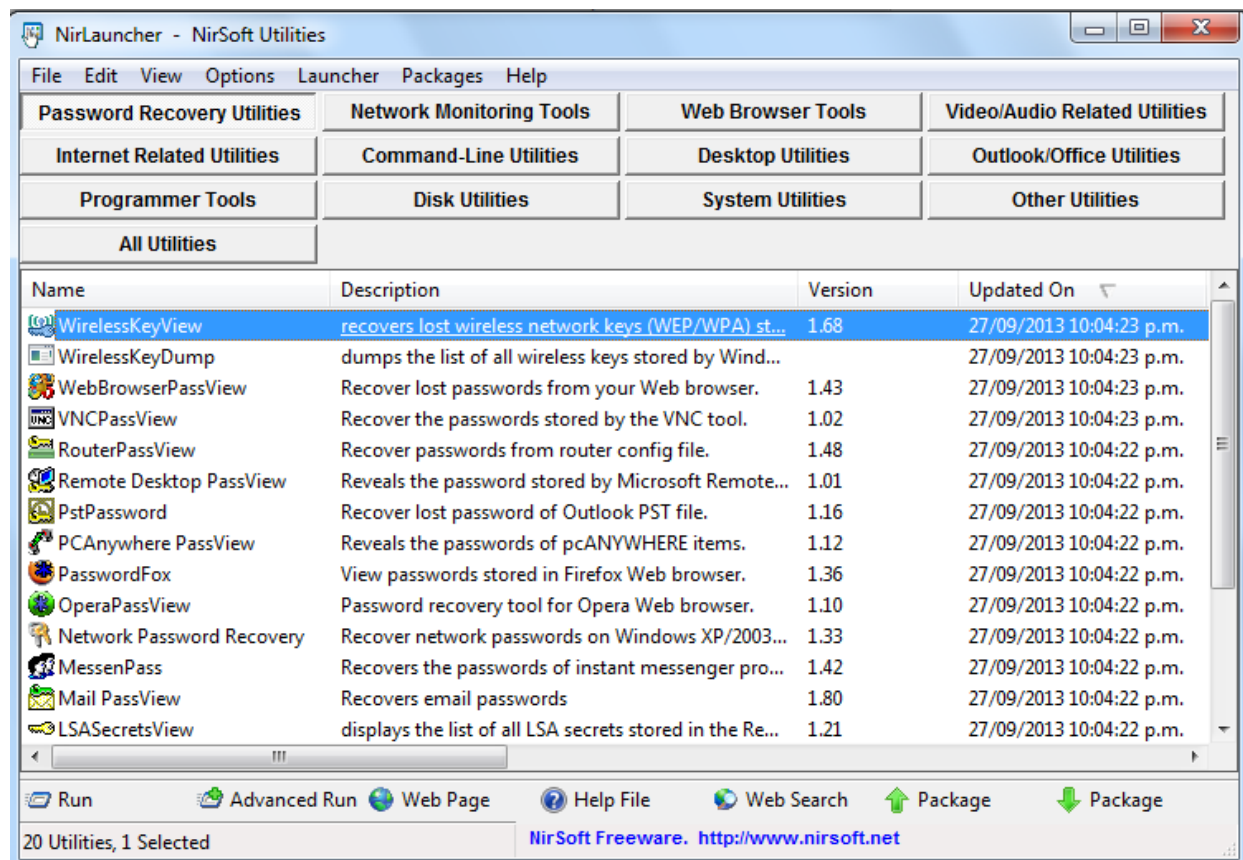 NirLauncher - NirSoft Utilities
File Edit View Options Launcher Packages Help
Password Recovery Utilities Network Monitoring Tools Web Browser Tools Video/Audio Related Utilities
Internet Related Utilities Command-Line Utilities Desktop Utilities Outlook/Office Utilities
Programmer Tools Disk Utilities System Utilities Other Utilities
All Utilities
Name Description Version Updated On
WirelessKeyView recovers lost wireless network keys (WEP/WPA) st... 1.68 27/09/2013 10:04:23 p.m.
WirelessKeyDump dumps the list of all wireless keys stored by Wind... 27/09/2013 10:04:23 p.m.
WebBrowserPassView Recover lost passwords from your Web browser. 1.43 27/09/2013 10:04:23 p.m.
VNC VNCPassView Recover the passwords stored by the VNC tool. 1.02 27/09/2013 10:04:23 p.m.
RouterPassView Recover passwords from router config file. 1.48 27/09/2013 10:04:23 p.m.
Remote Desktop PassView Reveals the password stored by Microsoft Remote... 1.01 27/09/2013 10:04:23 p.m.
PstPassword Recover lost password of Outlook PST file. 1.16 27/09/2013 10:04:22 p.m.
PCAnywhere PassView Reveals the passwords of pcANYWHERE items. 1.12 27/09/2013 10:04:22 p.m.
PasswordFox View passwords stored in Firefox Web browser. 1.36 27/09/2013 10:04:22 p.m.
OperaPassView Password recovery tool for Opera Web browser. 1.10 27/09/2013 10:04:22 p.m.
Network Password Recovery Recover network passwords on Windows XP/2003... 1.33 27/09/2013 10:04:22 p.m.
MessenPass Recovers the passwords of instant messenger pro... 1.42 27/09/2013 10:04:22 p.m.
Mail PassView Recovers email passwords 1.80 27/09/2013 10:04:22 p.m.
LSASecretsView displays the list of all LSA secrets stored in the Re... 1.21 27/09/2013 10:04:22 p.m.
Run Advanced Run Web Page Help File Web Search Package Package
20 Utilities, 1 Selected NirSoft Freeware. http://www.nirsoft.net